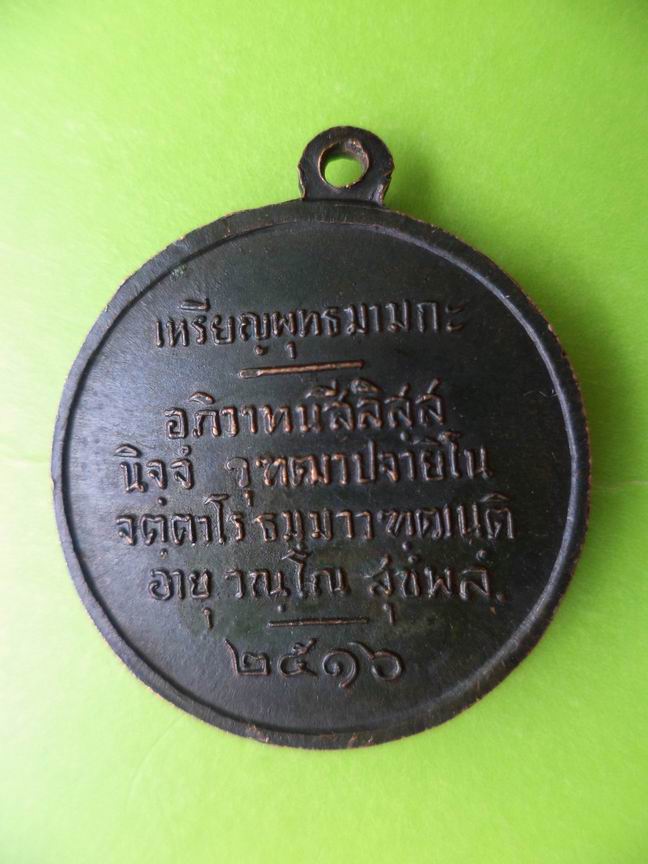 เหรียญพุทธมามกะ
อภิวาทนสีลิสฺส
นิจฺจํ วุฑฒาปจายิโน
จตฺตาโร ธมฺมา วฑฺฒนฺติ
อายุ วณฺโณ สุขํ พลํ.
๒๕๑๖